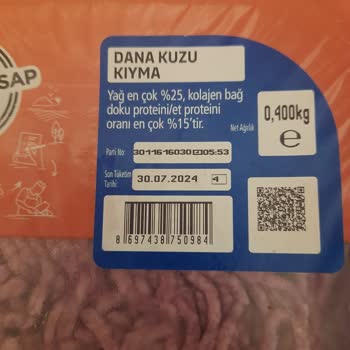 SAP
DANA KUZU
KIYMA
Yağ en çok %25, kolajen bağ
doku proteini/et proteini
oranı en çok %15'tir.
0,400kg
Net Ağırlık
e
Parti No:
Son Tüketim
Tarihi:
30.07.2024
4
8 697438 750984